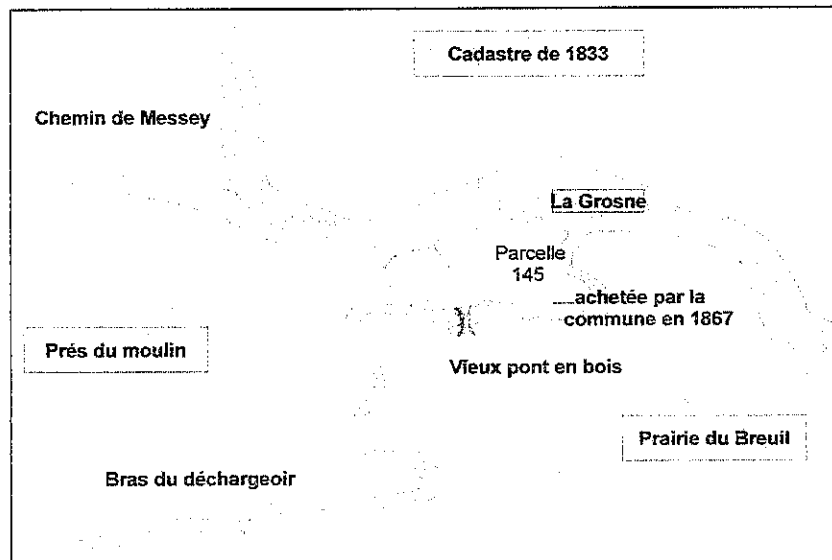 Cadastre de 1833
Chemin de Messey
La Grosne
Parcelle
145
achetée par la
commune en 1867
Prés du moulin
Vieux pont en bois
Prairie du Breuil
Bras du déchargeoir